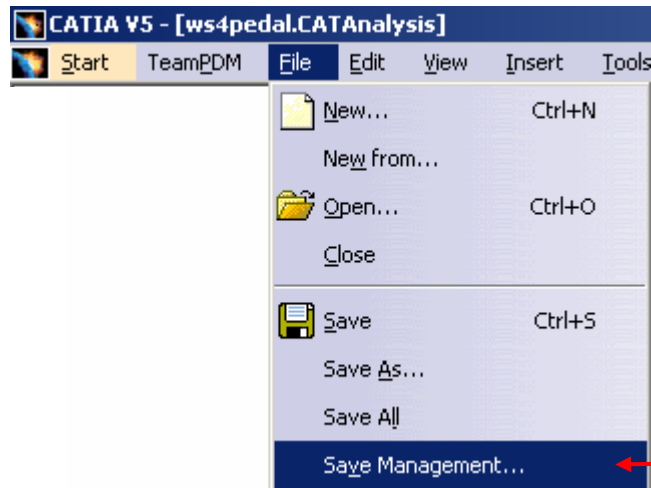 CATIA V5 - [ws4pedal.CATAnalysis]
Start TeamPDM File Edit View Insert Tools
New... Ctrl+N
New from...
Open... Ctrl+O
Close
Save Ctrl+S
Save As...
Save All
Save Management...